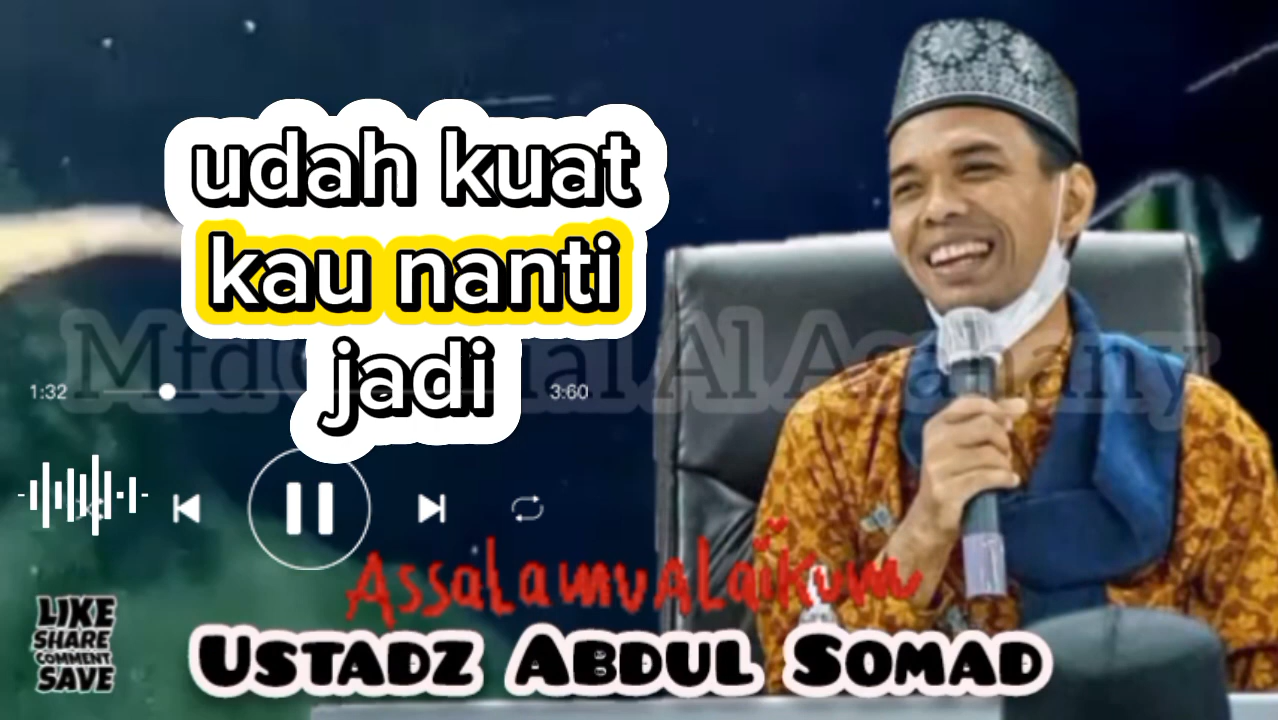 udah kuat
kau nanti
jadi
1:32
3:60
Assalamualaikum
LIKE
SHARE
COMMENT
SAVE
USTADZ ABDUL SOMAD